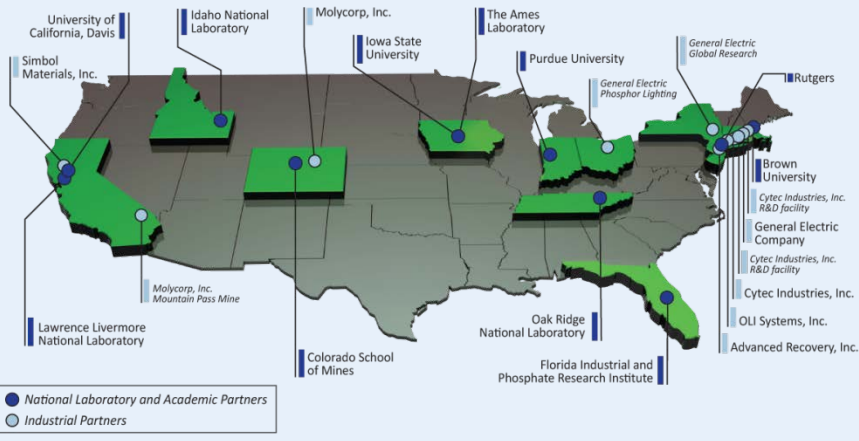 University of
California, Davis
Idaho National
Laboratory
Molycorp, Inc.
Iowa State
University
The Ames
Laboratory
Purdue University
General Electric
Phosphor Lighting
General Electric
Global Research
Rutgers
Simbol
Materials, Inc.
Brown
University
Cytec Industries, Inc.
R&D facility
General Electric
Company
Cytec Industries, Inc.
R&D facility
Cytec Industries, Inc.
OLI Systems, Inc.
Advanced Recovery, Inc.
Molycorp, Inc.
Mountain Pass Mine
Lawrence Livermore
National Laboratory
Colorado School
of Mines
Oak Ridge
National Laboratory
Florida Industrial and
Phosphate Research Institute
National Laboratory and Academic Partners
Industrial Partners